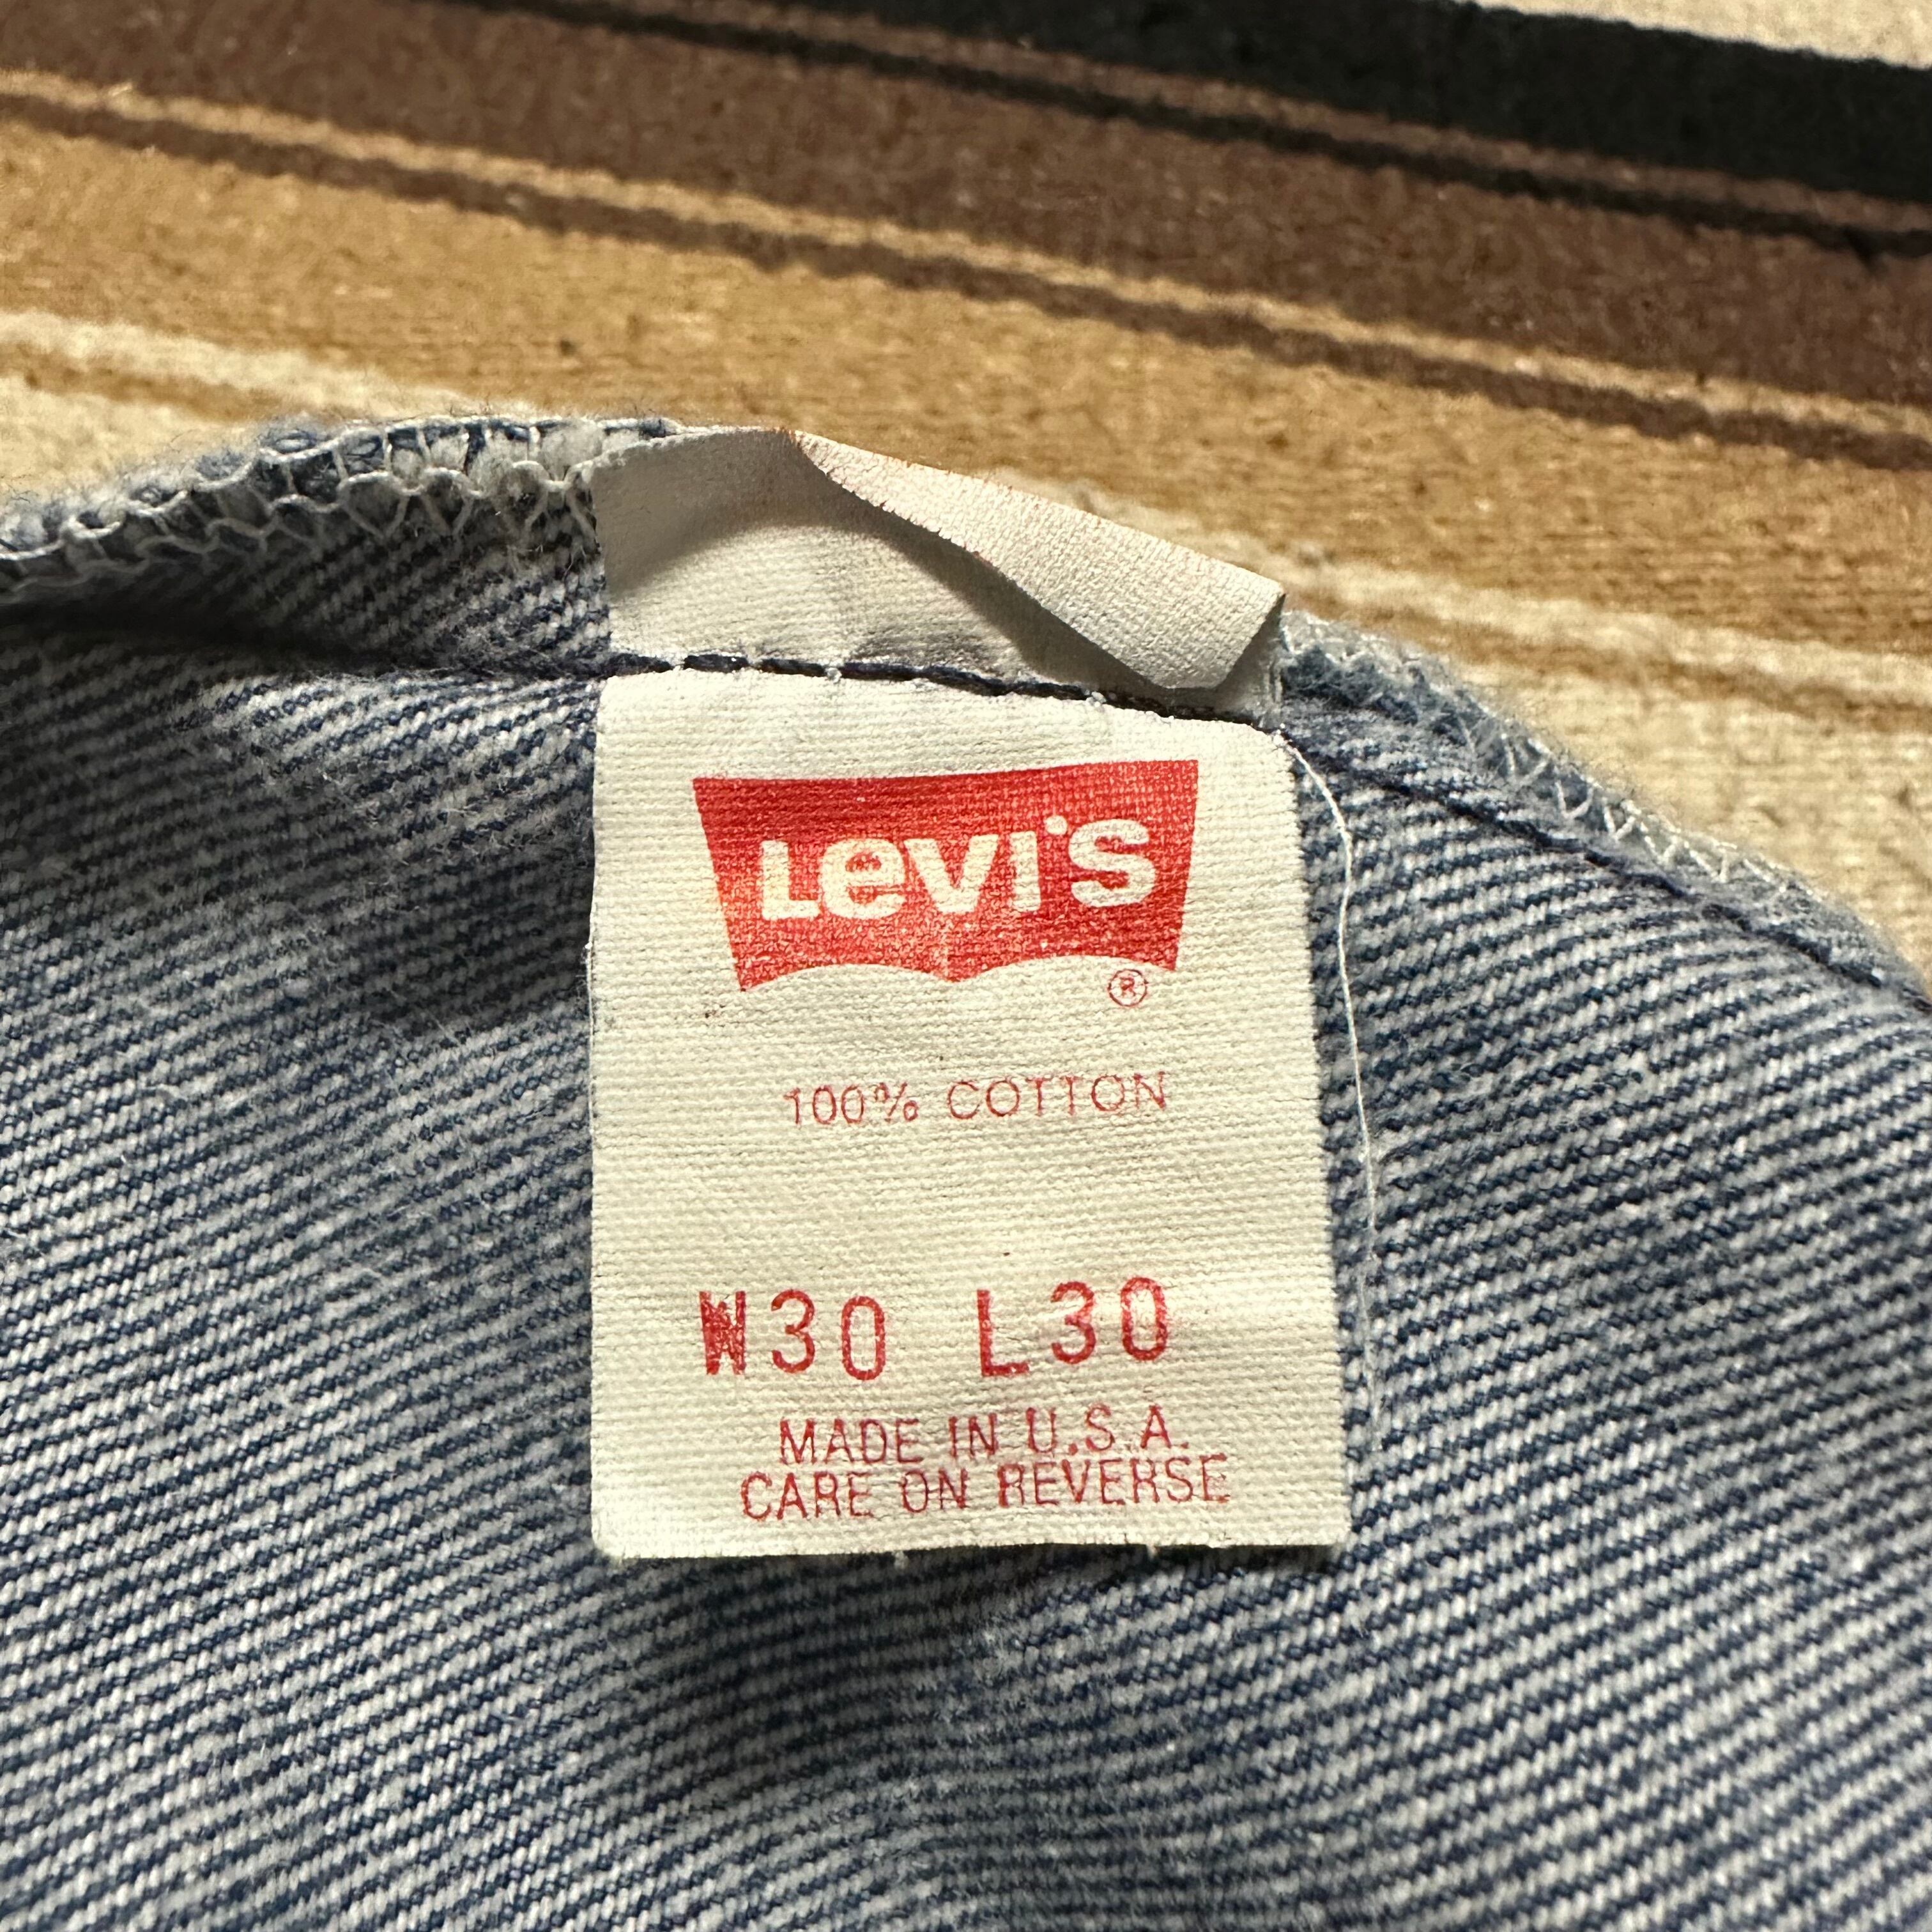 Levi's
®
100% COTTON
W30 L30
MADE IN U.S.A.
CARE ON REVERSE